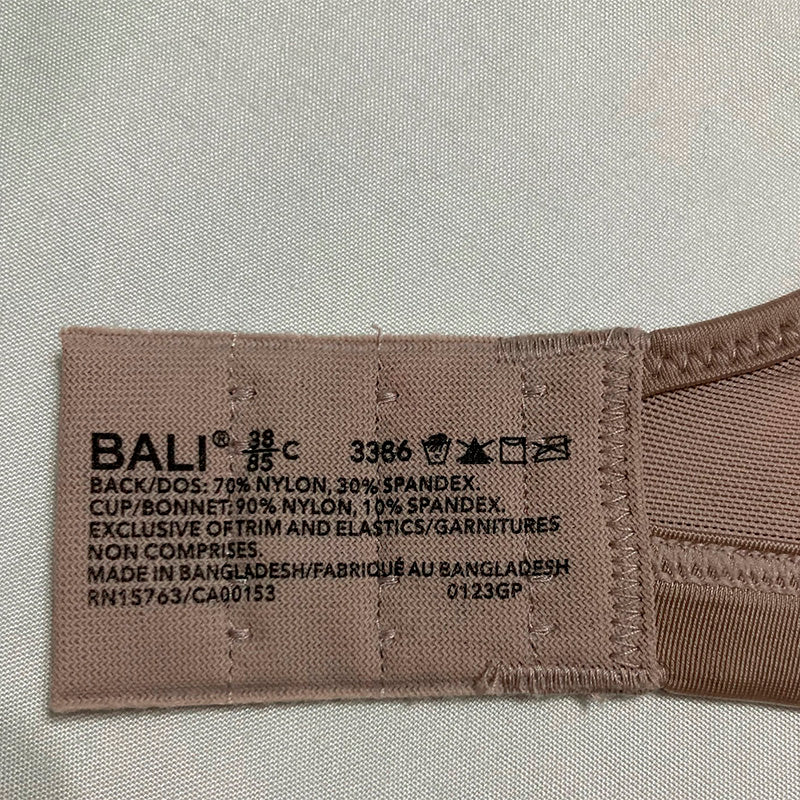 BALI® 38/85 C 3386
BACK/DOS: 70% NYLON, 30% SPANDEX.
CUP/BONNET: 90% NYLON, 10% SPANDEX.
EXCLUSIVE OF TRIM AND ELASTICS/GARNITURES
NON COMPRISES.
MADE IN BANGLADESH/FABRIQUÉ AU BANGLADESH
RN15763/CA00153 0123GP